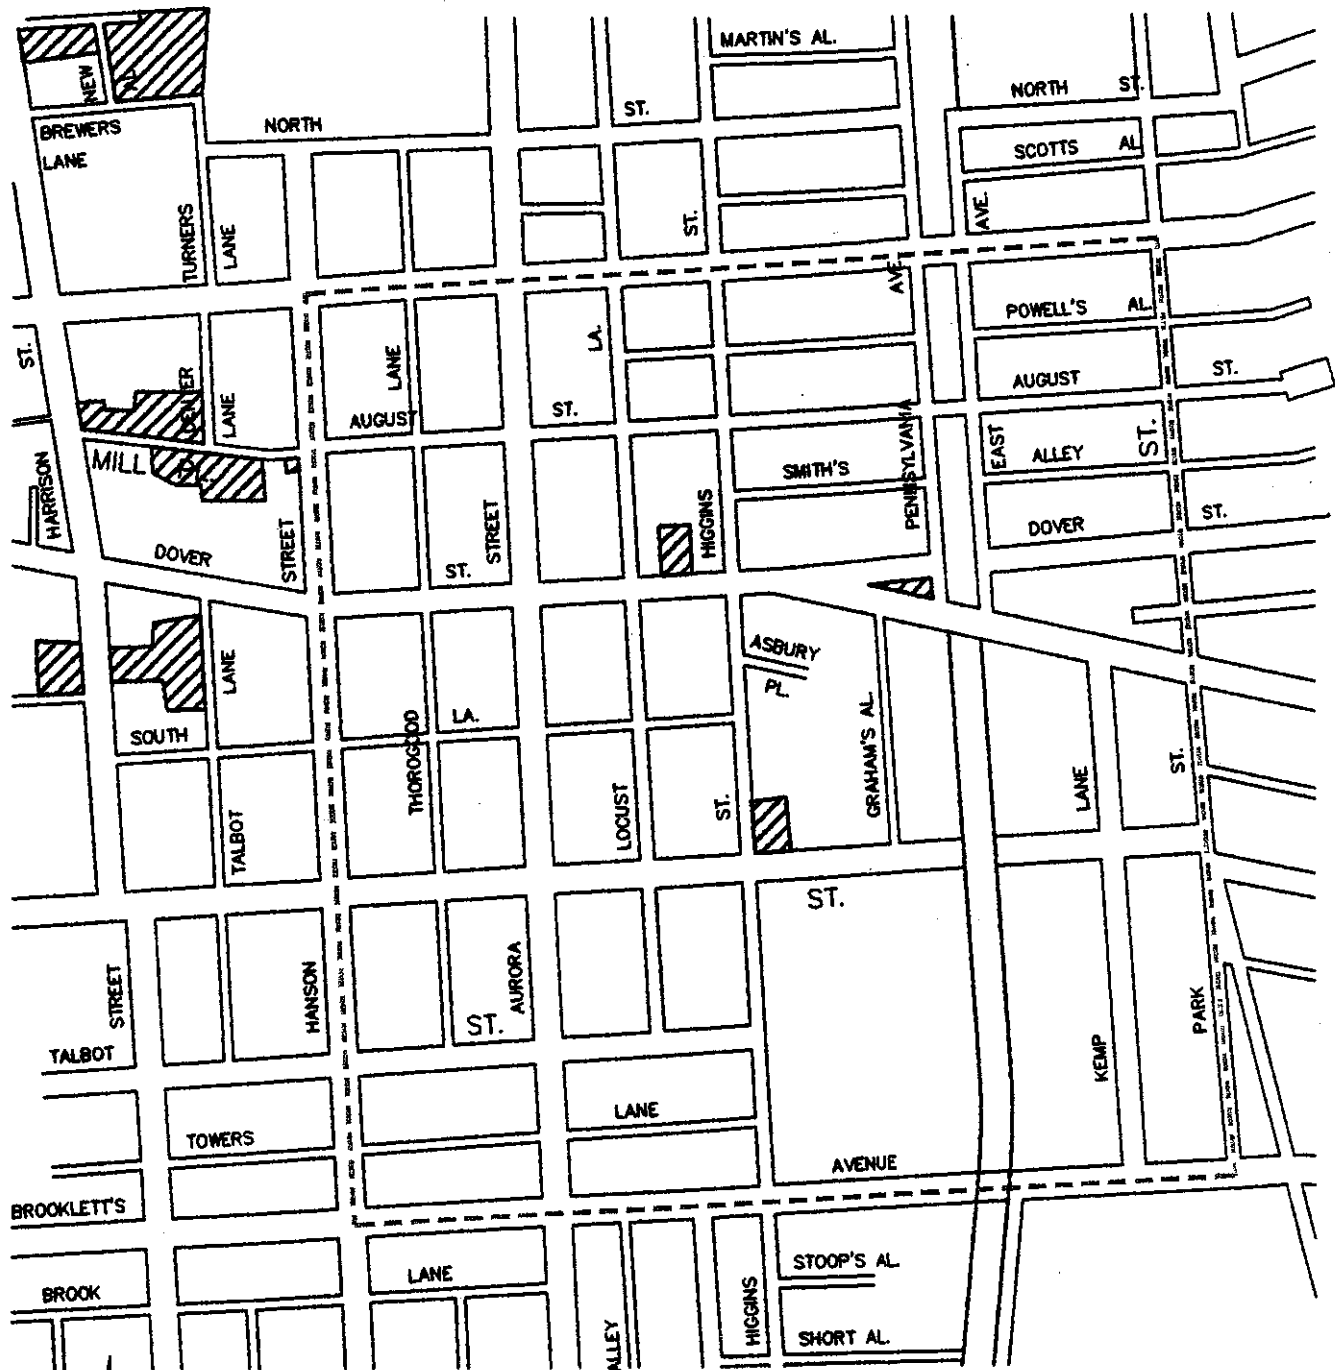 MARTIN'S AL.
NEW
AL
NORTH ST.
ST.
BREWERS
LANE
NORTH
SCOTTS AL
TURNERS
LANE
ST.
AVE.
AVE
POWELL'S AL.
ST.
LA.
LANE
AUGUST ST.
LANE
AUGUST
ST.
PENNSYLVANIA
EAST
ALLEY
ST.
MILL PL.
SMITH'S
HARRISON
STREET
STREET
HIGGINS
DOVER
ST.
DOVER
ST.
ASBURY
PL.
LANE
SOUTH
LA.
THOROGOOD
GRAHAM'S AL.
LANE
ST.
TALBOT
LOCUST
ST.
ST.
STREET
HANSON
AURORA
ST.
PARK
TALBOT
KEMP
LANE
TOWERS
AVENUE
BROOKLETT'S
LANE
STOOP'S AL.
BROOK
HIGGINS
ALLEY
SHORT AL.